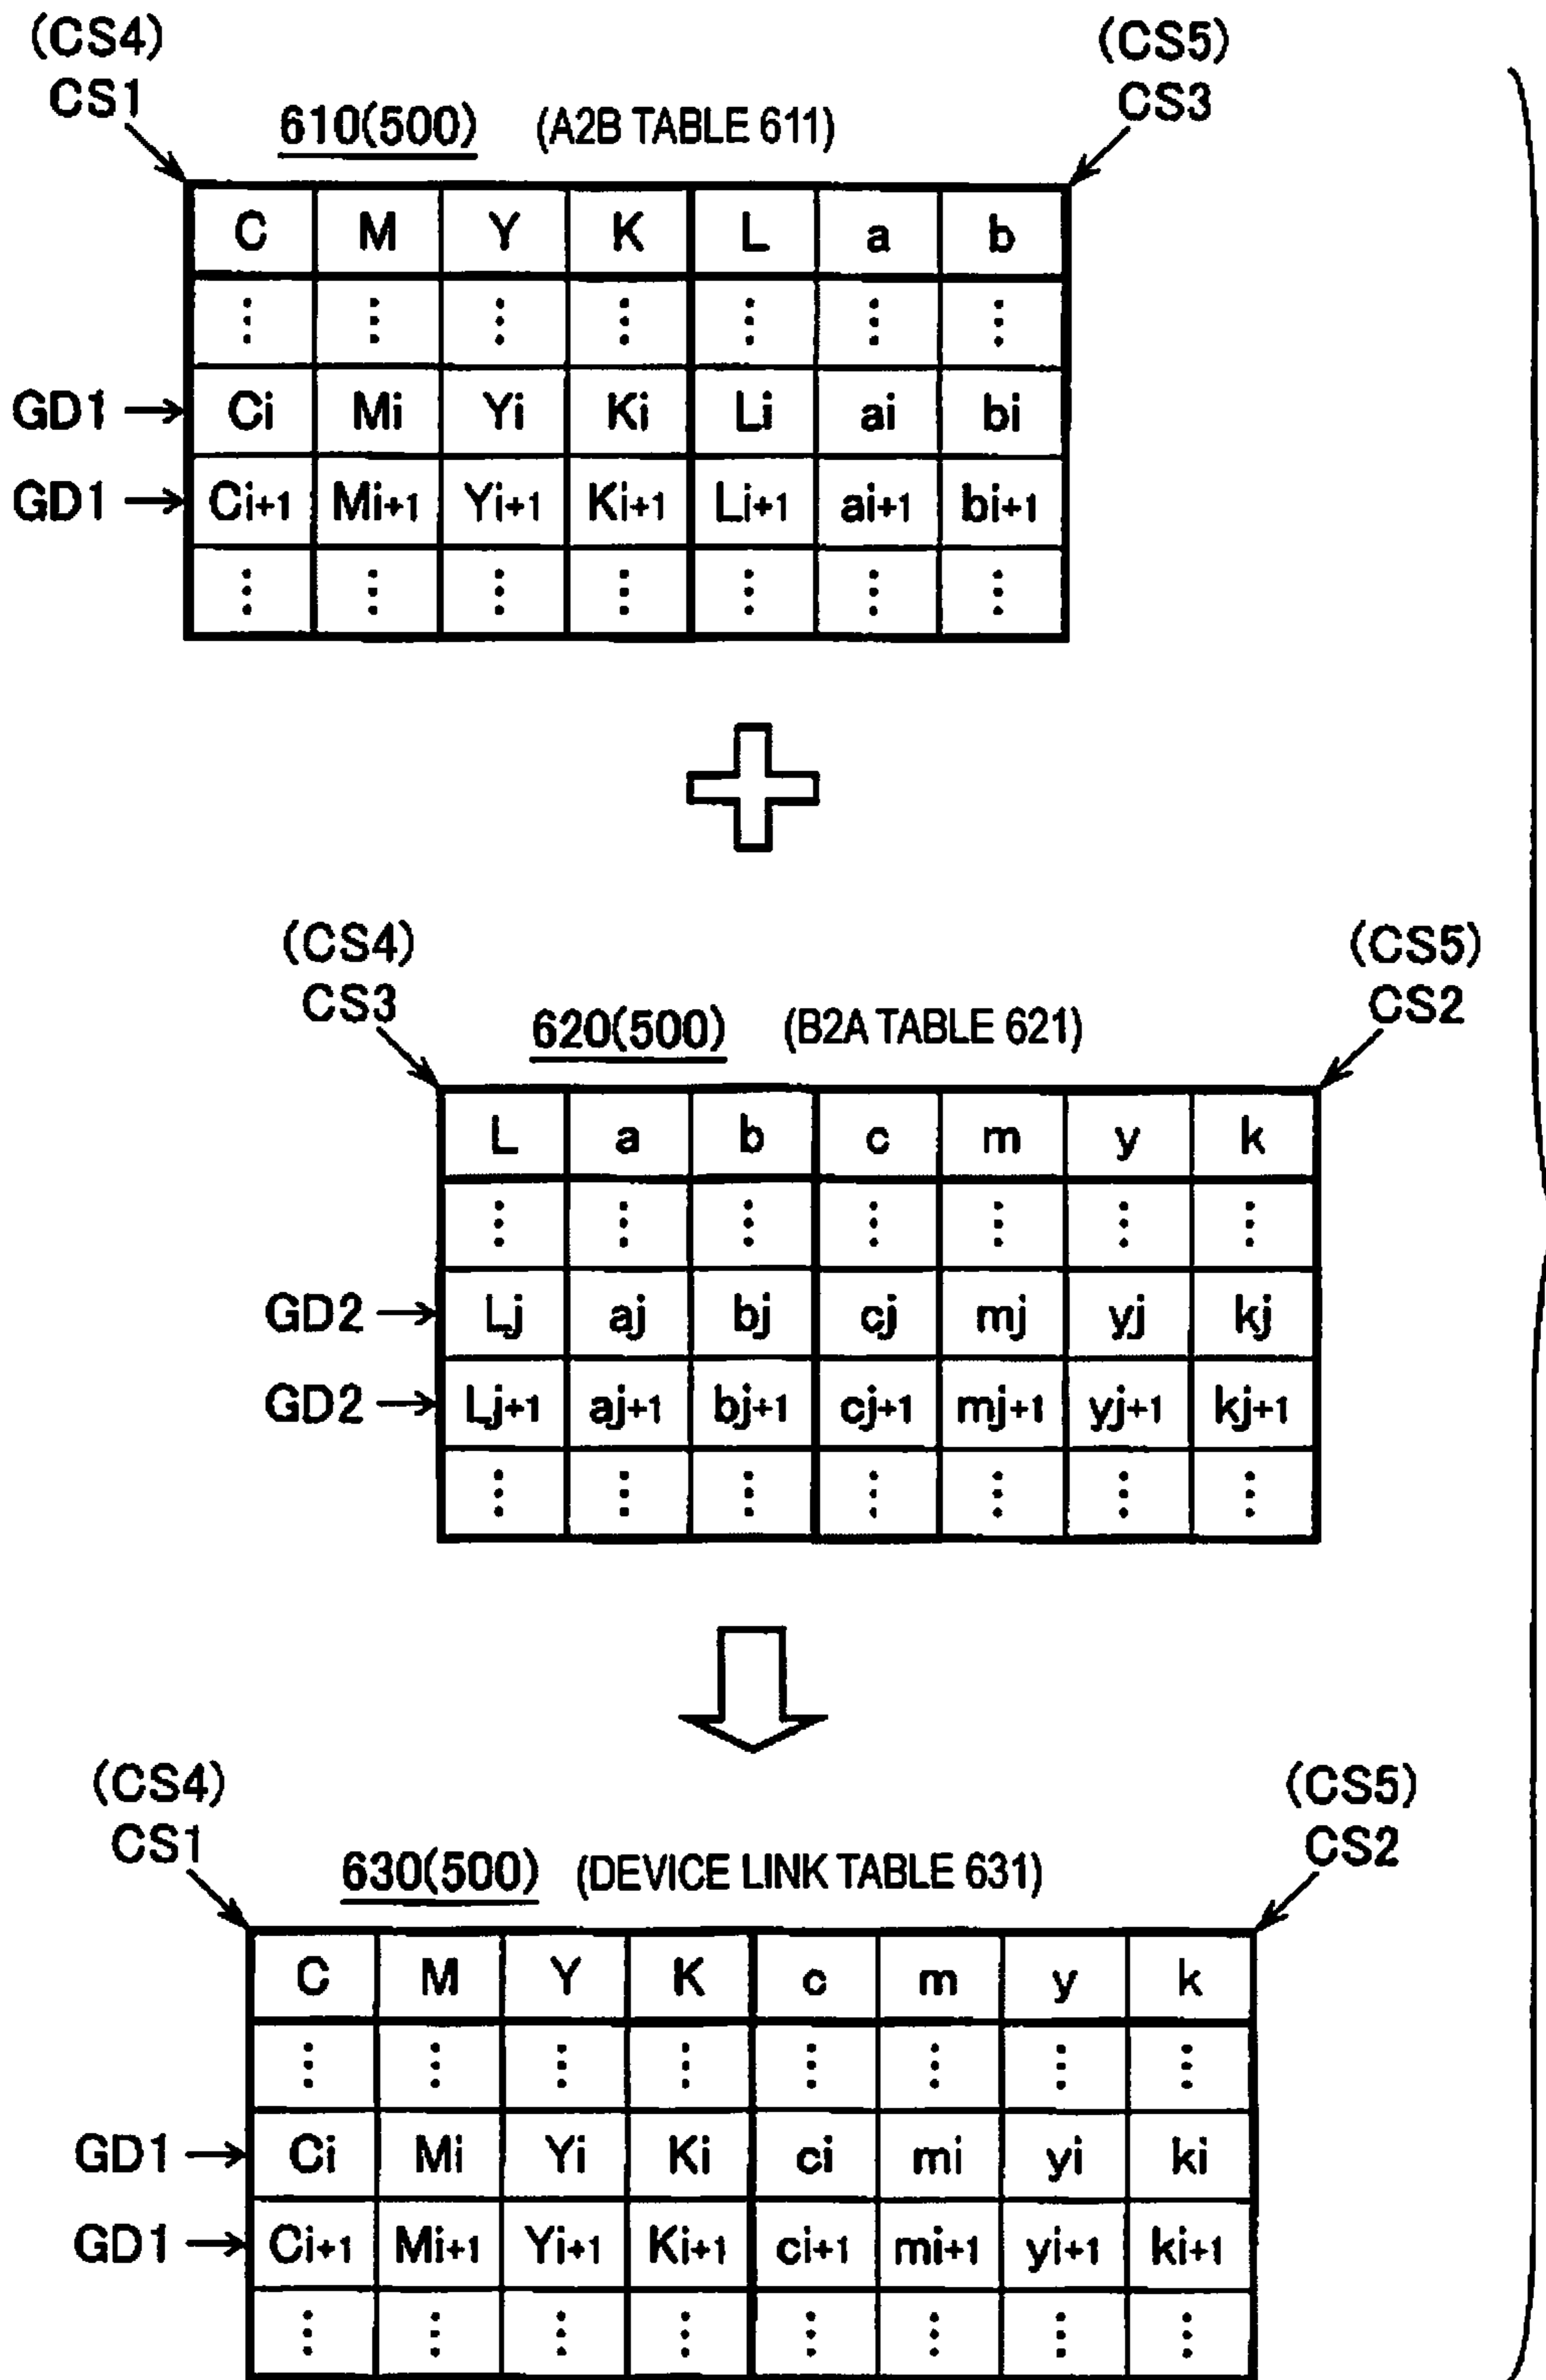 (CS4)
CS1
(CS5)
CS3
610(500) (A2B TABLE 611)
C M Y K L a b
⋮ ⋮ ⋮ ⋮ ⋮ ⋮ ⋮
GD1 → Ci Mi Yi Ki Li ai bi
GD1 → Ci+1 Mi+1 Yi+1 Ki+1 Li+1 ai+1 bi+1
⋮ ⋮ ⋮ ⋮ ⋮ ⋮ ⋮
(CS4)
CS3
(CS5)
CS2
620(500) (B2A TABLE 621)
L a b c m y k
⋮ ⋮ ⋮ ⋮ ⋮ ⋮ ⋮
GD2 → Lj aj bj cj mj yj kj
GD2 → Lj+1 aj+1 bj+1 cj+1 mj+1 yj+1 kj+1
⋮ ⋮ ⋮ ⋮ ⋮ ⋮ ⋮
(CS4)
CS1
(CS5)
CS2
630(500) (DEVICE LINK TABLE 631)
C M Y K c m y k
⋮ ⋮ ⋮ ⋮ ⋮ ⋮ ⋮ ⋮
GD1 → Ci Mi Yi Ki ci mi yi ki
GD1 → Ci+1 Mi+1 Yi+1 Ki+1 ci+1 mi+1 yi+1 ki+1
⋮ ⋮ ⋮ ⋮ ⋮ ⋮ ⋮ ⋮